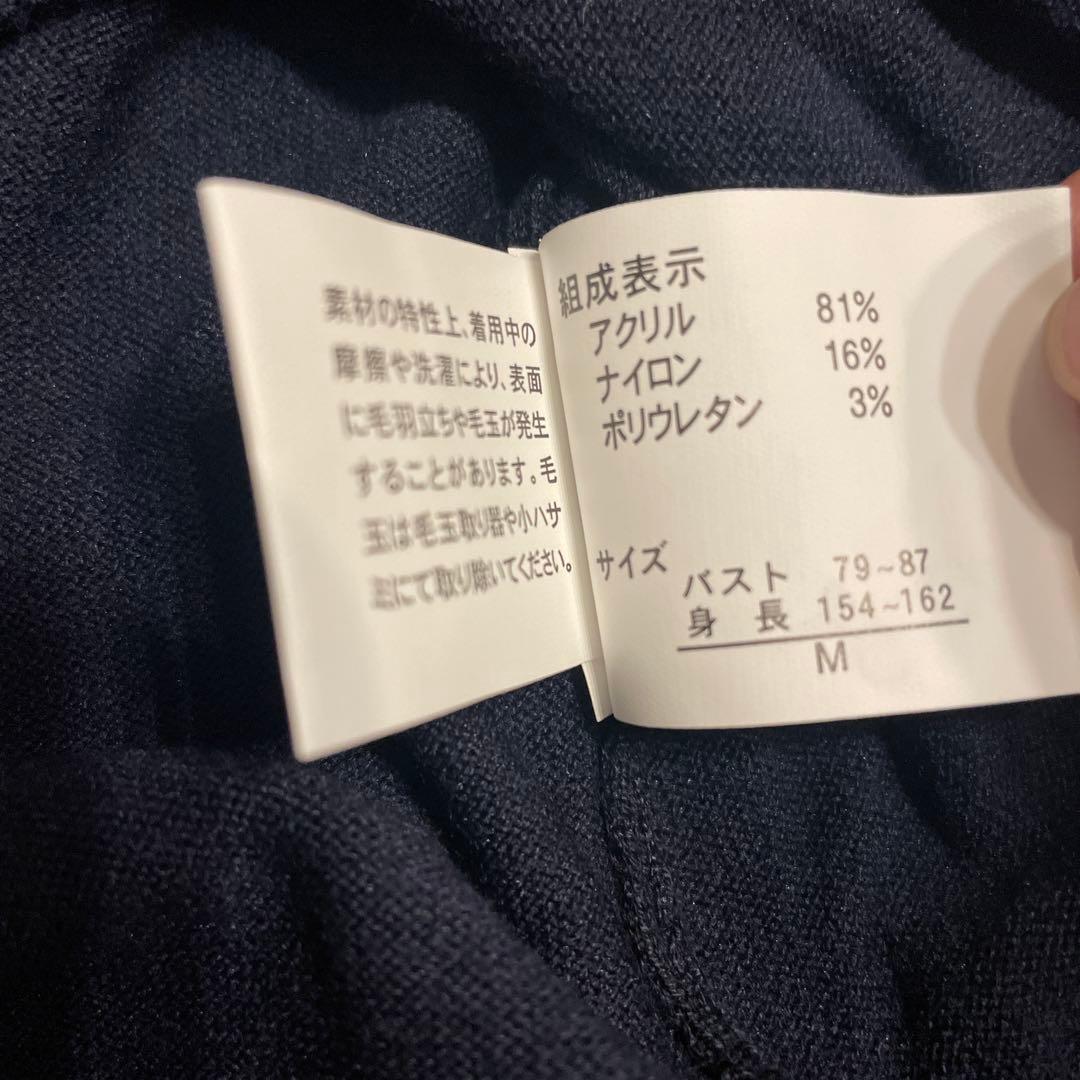 素材の特性上、着用中の
摩擦や洗濯により、表面
に毛羽立ちや毛玉が発生
することがあります。毛
玉は毛玉取り器や小ハサ
ミにて取り除いてください。
組成表示
アクリル 81%
ナイロン 16%
ポリウレタン 3%
サイズ
バスト 79~87
身長 154~162
M